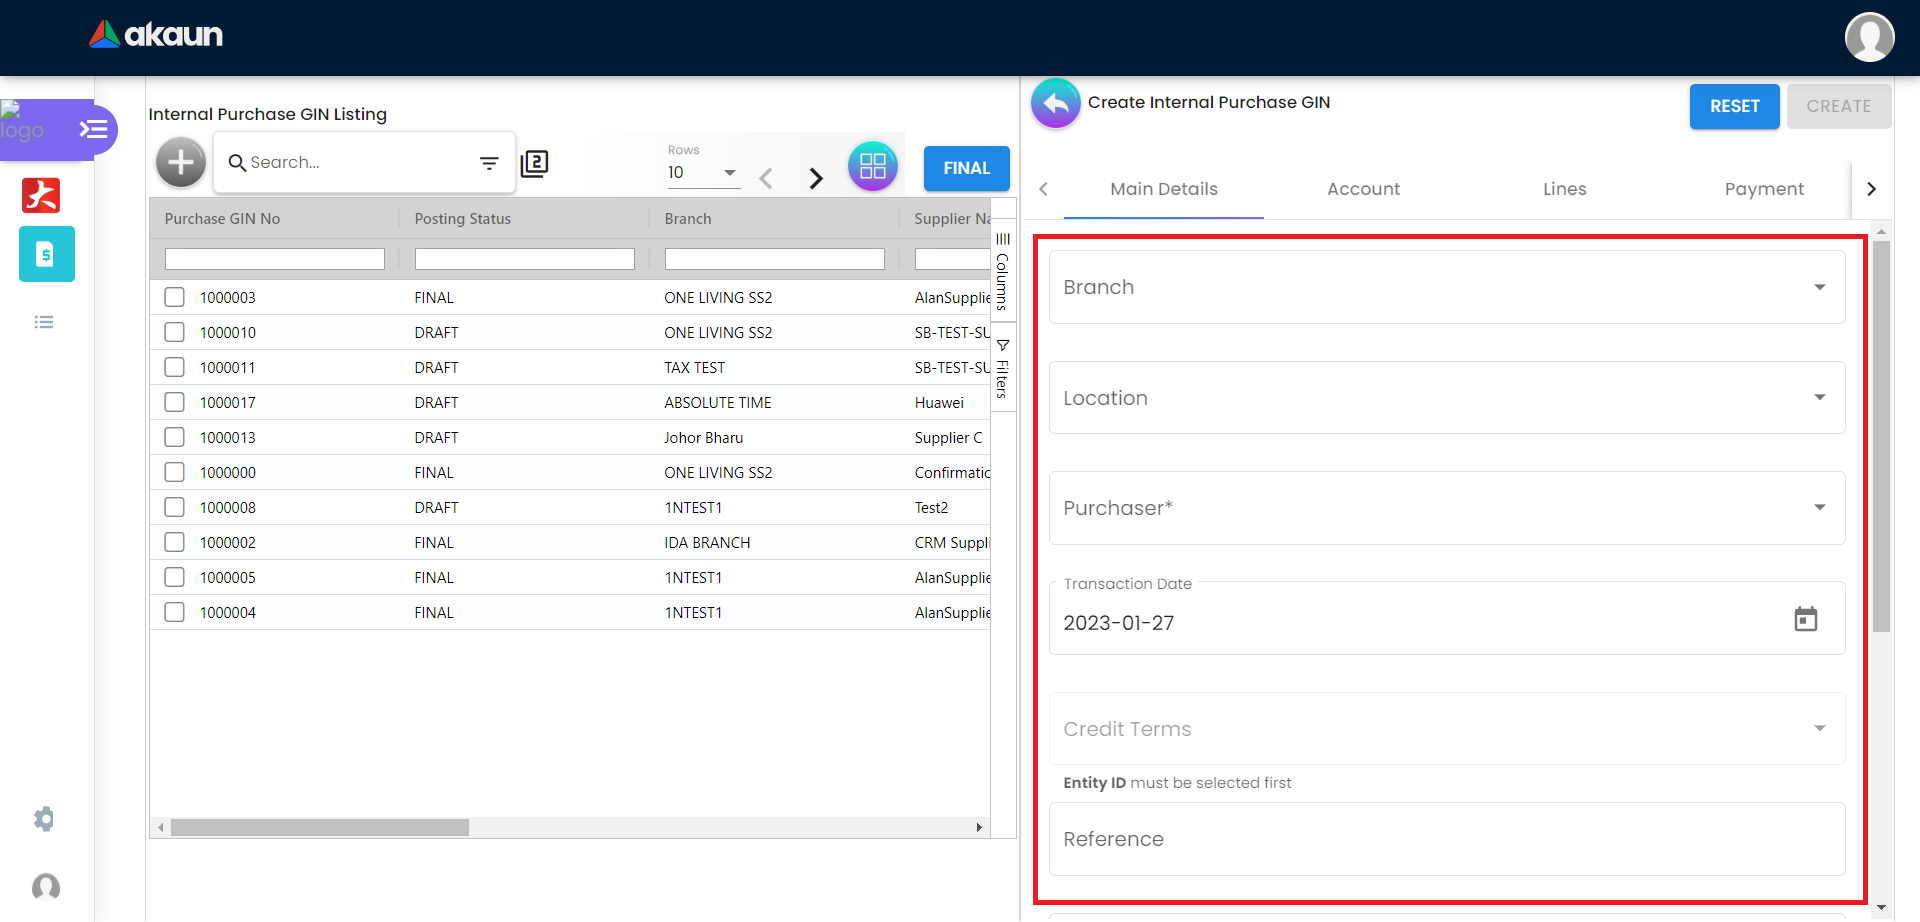 akaun
logo
Internal Purchase GIN Listing
Search...
2
Rows
10
FINAL
Purchase GIN No Posting Status Branch Supplier Na
1000003 FINAL ONE LIVING SS2 AlanSupplie
1000010 DRAFT ONE LIVING SS2 SB-TEST-SU
1000011 DRAFT TAX TEST SB-TEST-SU
1000017 DRAFT ABSOLUTE TIME Huawei
1000013 DRAFT Johor Bharu Supplier C
1000000 FINAL ONE LIVING SS2 Confirmatic
1000008 DRAFT 1NTEST1 Test2
1000002 FINAL IDA BRANCH CRM Suppli
1000005 FINAL 1NTEST1 AlanSupplie
1000004 FINAL 1NTEST1 AlanSupplie
Columns
Filters
Create Internal Purchase GIN
RESET
CREATE
Main Details Account Lines Payment
Branch
Location
Purchaser*
Transaction Date
2023-01-27
Credit Terms
Entity ID must be selected first
Reference